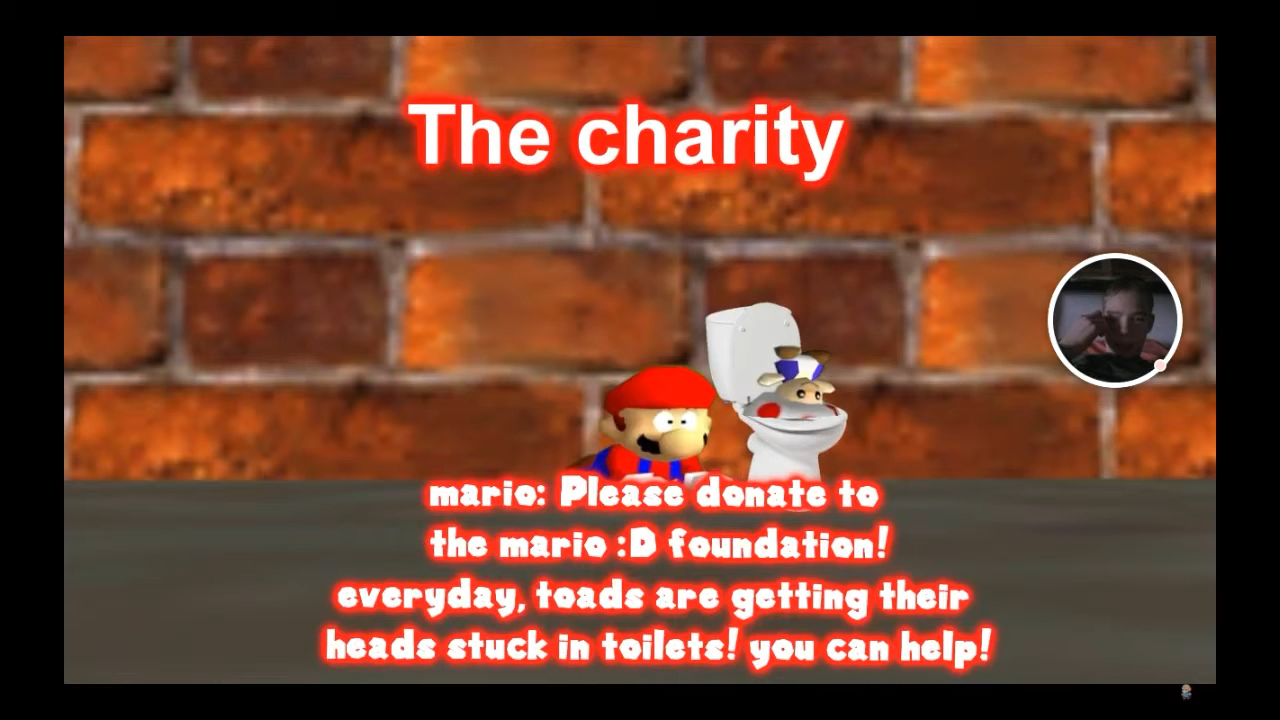 The charity
mario: Please donate to
the mario :D foundation!
everyday, toads are getting their
heads stuck in toilets! you can help!